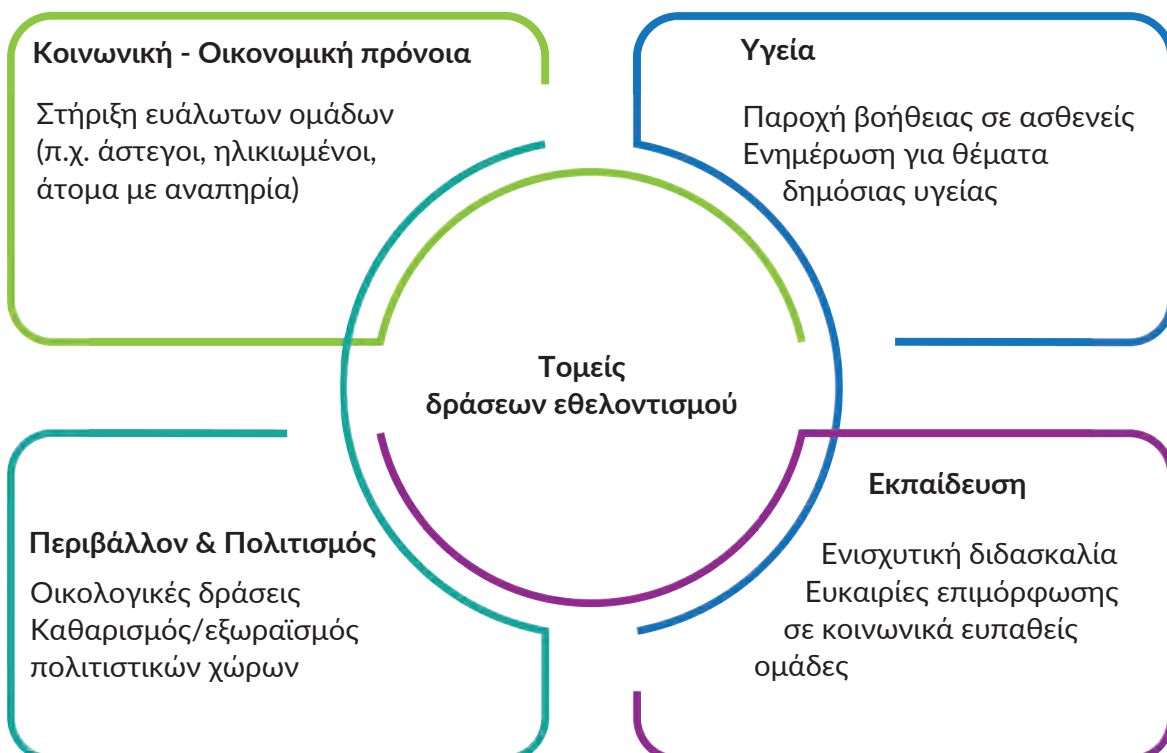 Κοινωνική - Οικονομική πρόνοια
Στήριξη ευάλωτων ομάδων
(π.χ. άστεγοι, ηλικιωμένοι,
άτομα με αναπηρία)
Υγεία
Παροχή βοήθειας σε ασθενείς
Ενημέρωση για θέματα
δημόσιας υγείας
Τομείς
δράσεων εθελοντισμού
Περιβάλλον & Πολιτισμός
Οικολογικές δράσεις
Καθαρισμός/εξωραϊσμός
πολιτιστικών χώρων
Εκπαίδευση
Ενισχυτική διδασκαλία
Ευκαιρίες επιμόρφωσης
σε κοινωνικά ευπαθείς
ομάδες